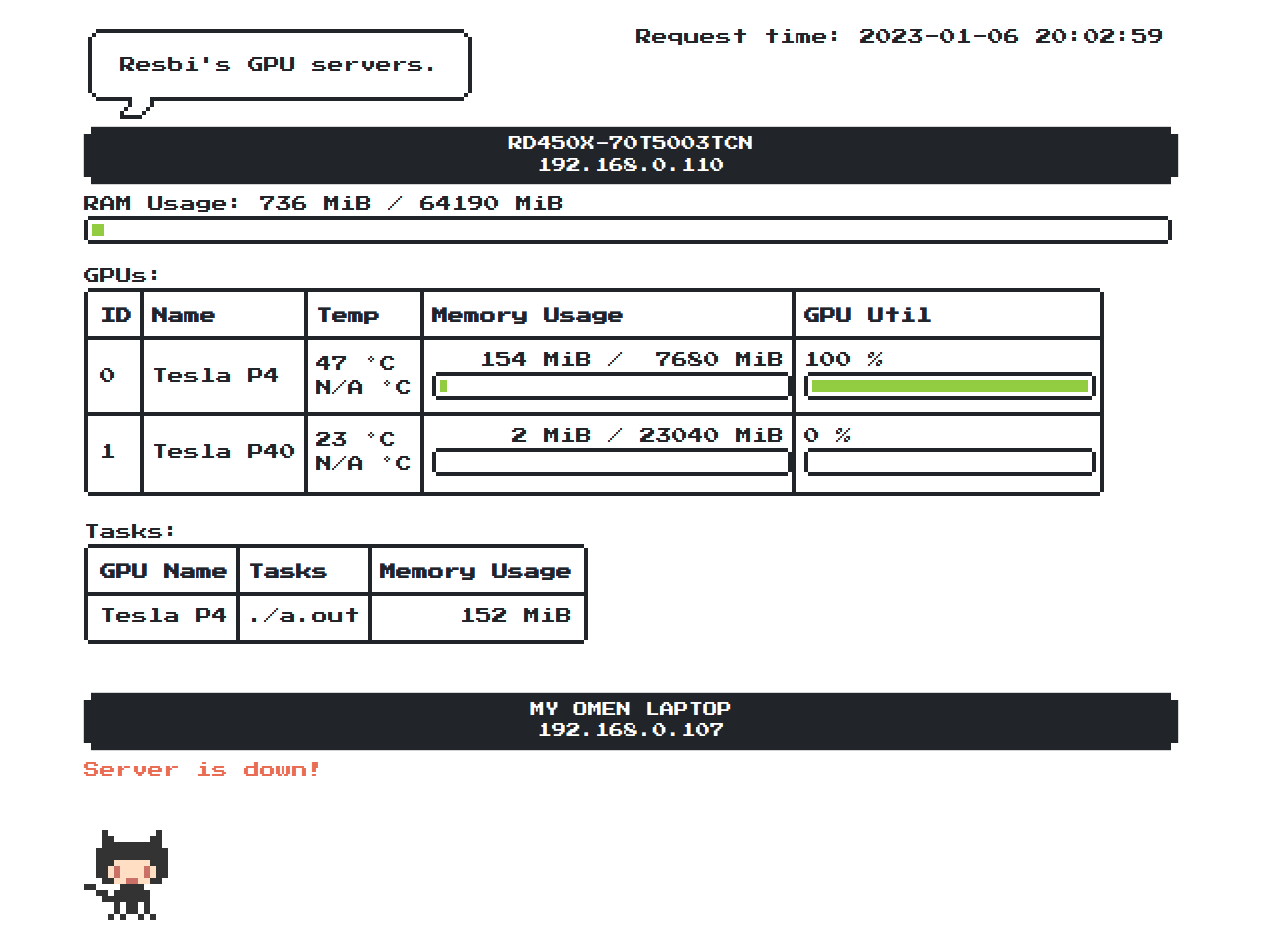 Request time: 2023-01-06 20:02:59
Resbi's GPU servers.
RD450X-70T5003TCN
192.168.0.110
RAM Usage: 736 MiB / 64190 MiB
GPUs:
ID Name Temp Memory Usage GPU Util
0 Tesla P4 47 °C N/A °C 154 MiB / 7680 MiB 100 %
1 Tesla P40 23 °C N/A °C 2 MiB / 23040 MiB 0 %
Tasks:
GPU Name Tasks Memory Usage
Tesla P4 ./a.out 152 MiB
MY OMEN LAPTOP
192.168.0.107
Server is down!